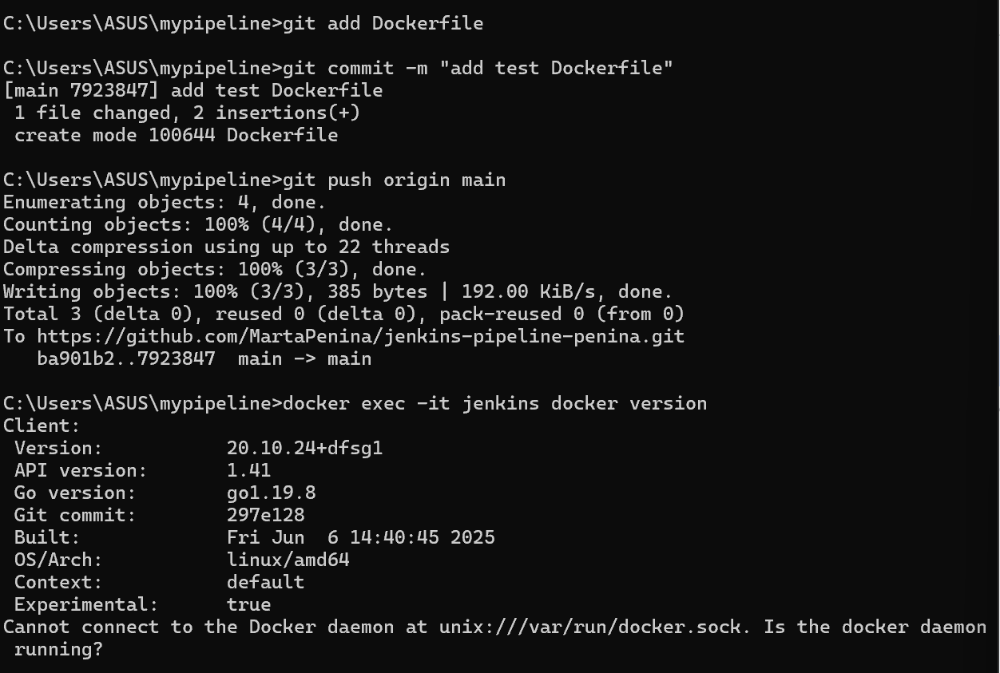 C:\Users\ASUS\mypipeline>git add Dockerfile
C:\Users\ASUS\mypipeline>git commit -m "add test Dockerfile"
[main 7923847] add test Dockerfile
 1 file changed, 2 insertions(+)
 create mode 100644 Dockerfile
C:\Users\ASUS\mypipeline>git push origin main
Enumerating objects: 4, done.
Counting objects: 100% (4/4), done.
Delta compression using up to 22 threads
Compressing objects: 100% (3/3), done.
Writing objects: 100% (3/3), 385 bytes | 192.00 KiB/s, done.
Total 3 (delta 0), reused 0 (delta 0), pack-reused 0 (from 0)
To https://github.com/MartaPenina/jenkins-pipeline-penina.git
   ba901b2..7923847  main -> main
C:\Users\ASUS\mypipeline>docker exec -it jenkins docker version
Client:
 Version:           20.10.24+dfsg1
 API version:       1.41
 Go version:        go1.19.8
 Git commit:        297e128
 Built:             Fri Jun  6 14:40:45 2025
 OS/Arch:           linux/amd64
 Context:           default
 Experimental:      true
Cannot connect to the Docker daemon at unix:///var/run/docker.sock. Is the docker daemon
 running?